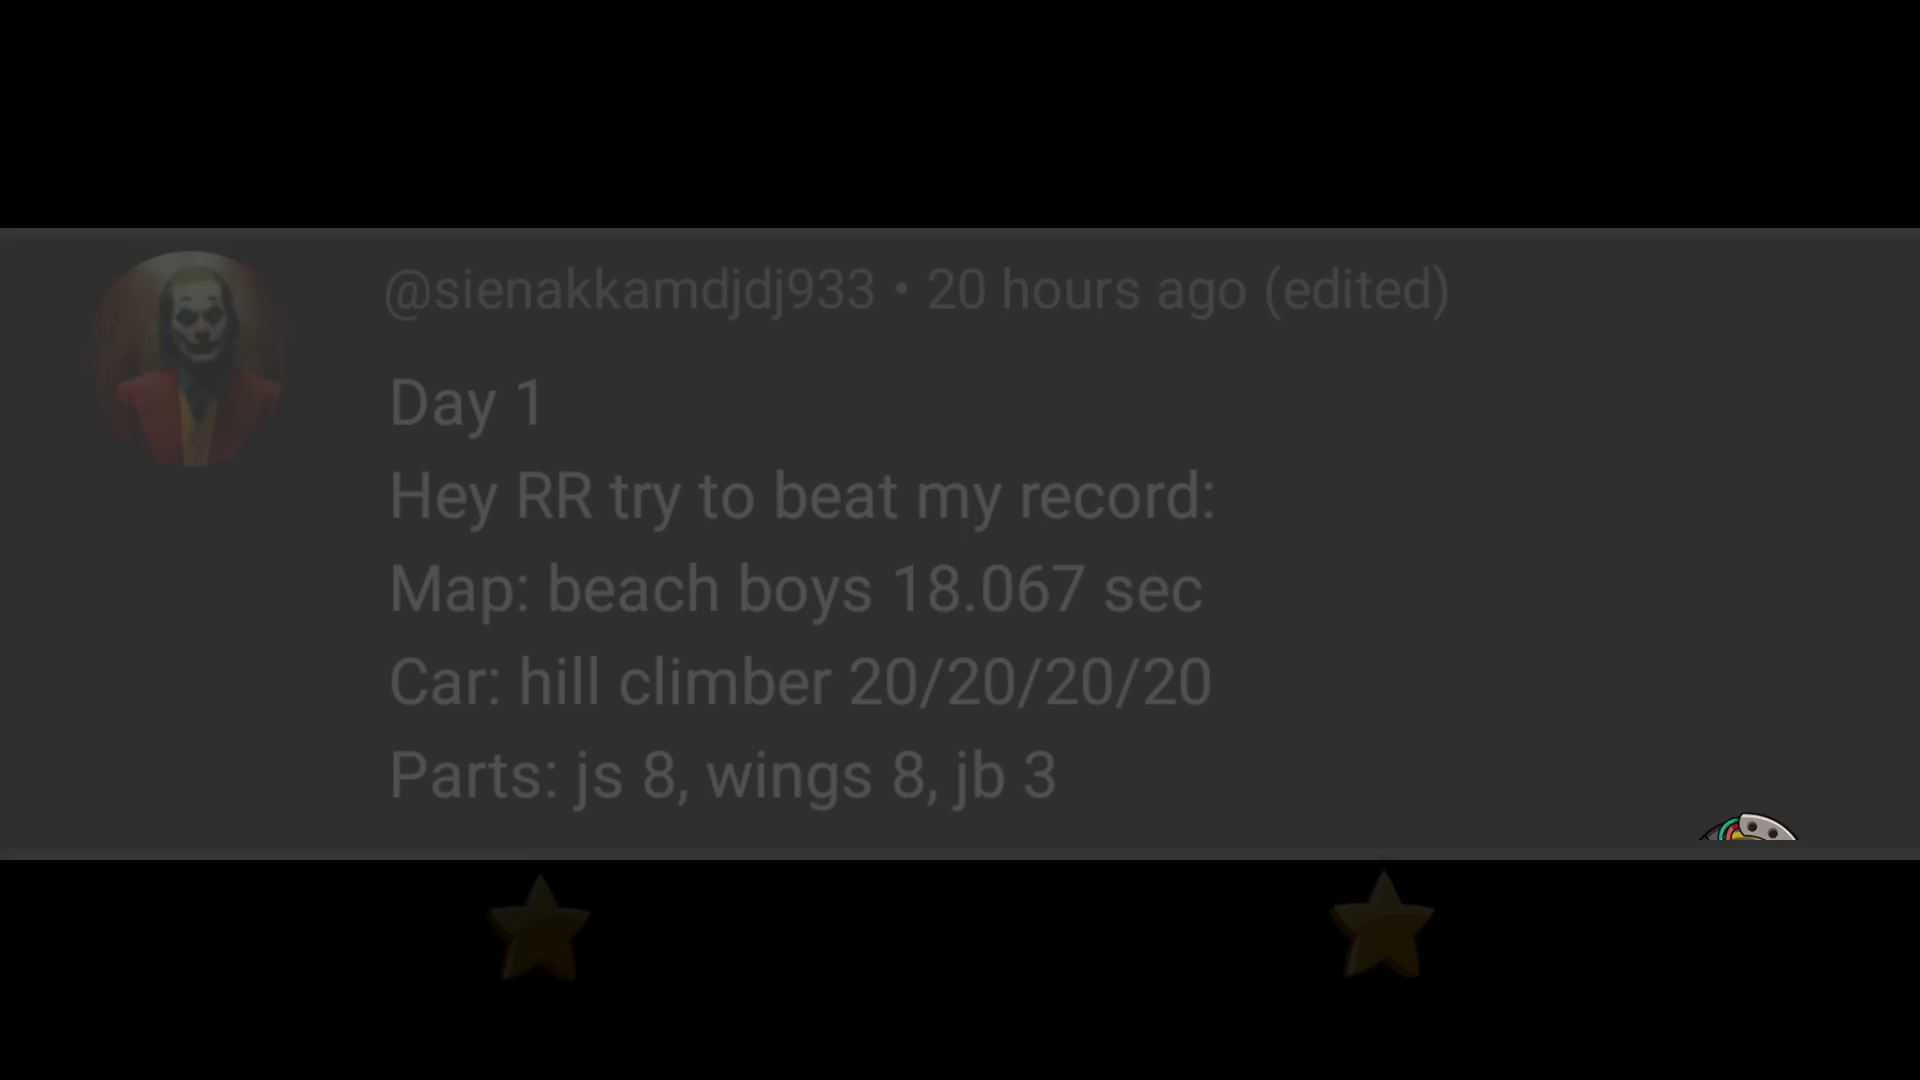 @sienakkamdjdj933 • 20 hours ago (edited)
Day 1
Hey RR try to beat my record:
Map: beach boys 18.067 sec
Car: hill climber 20/20/20/20
Parts: js 8, wings 8, jb 3